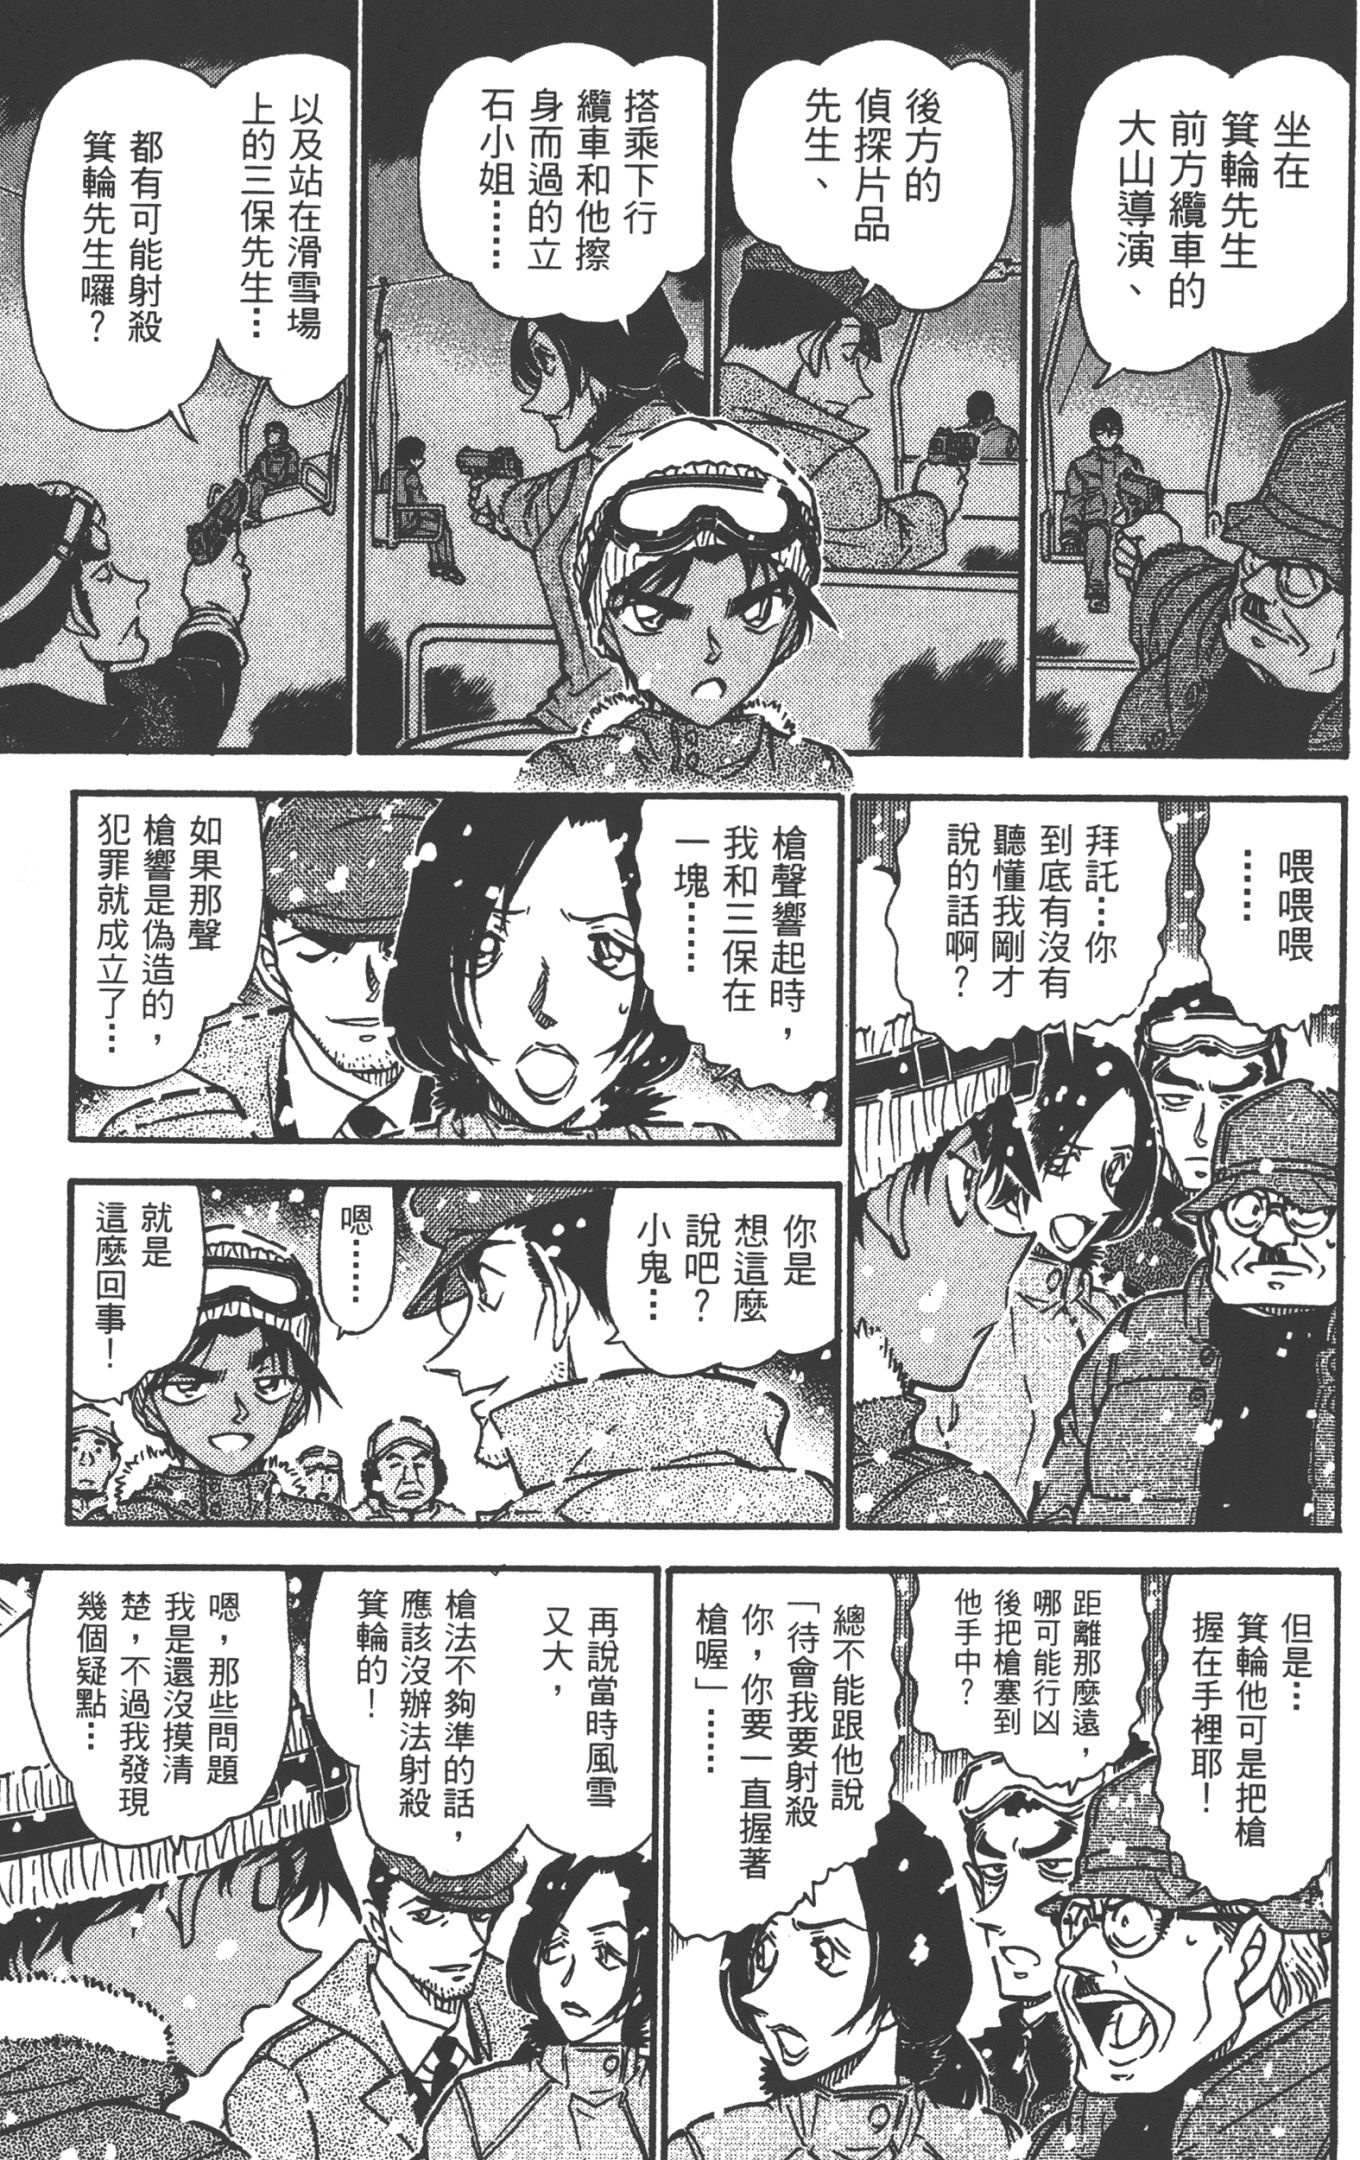 坐在
箕輪先生
前方纜車的
大山導演、
後方的
偵探片品
先生、
搭乘下行
纜車和他擦
身而過的立
石小姐……
以及站在滑雪場
上的三保先生…
都有可能射殺
箕輪先生囉？
喂喂喂
……
拜託…你
到底有沒有
聽懂我剛才
說的話啊？
槍聲響起時，
我和三保在
一塊……
如果那聲
槍響是偽造的，
犯罪就成立了…
你是
想這麼
說吧？
小鬼…
嗯……
就是
這麼回事！
但是…
箕輪他可是把槍
握在手裡耶！
距離那麼遠，
哪可能行凶
後把槍塞到
他手中？
總不能跟他說
「待會我要射殺
你，你要一直握著
槍喔」……
再說當時風雪
又大，
槍法不夠準的話，
應該沒辦法射殺
箕輪的！
嗯，那些問題
我是還沒摸清
楚，不過我發現
幾個疑點…